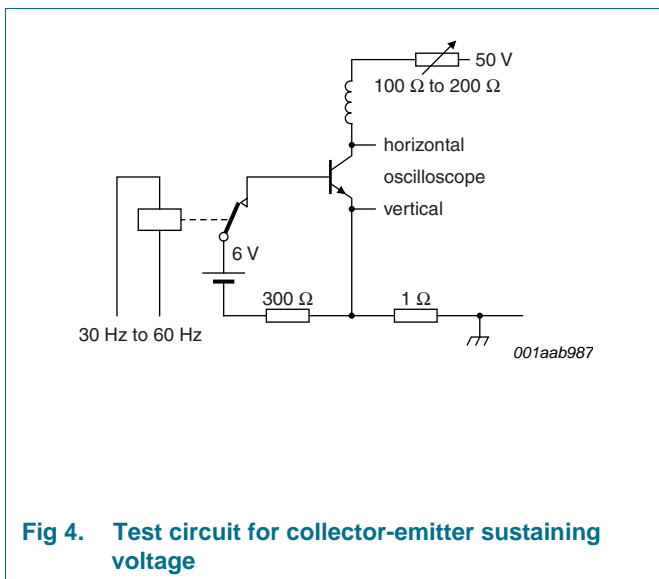 50 V
100 Ω to 200 Ω
horizontal
oscilloscope
vertical
6 V
300 Ω
1 Ω
30 Hz to 60 Hz
001aab987
Fig 4. Test circuit for collector-emitter sustaining
voltage